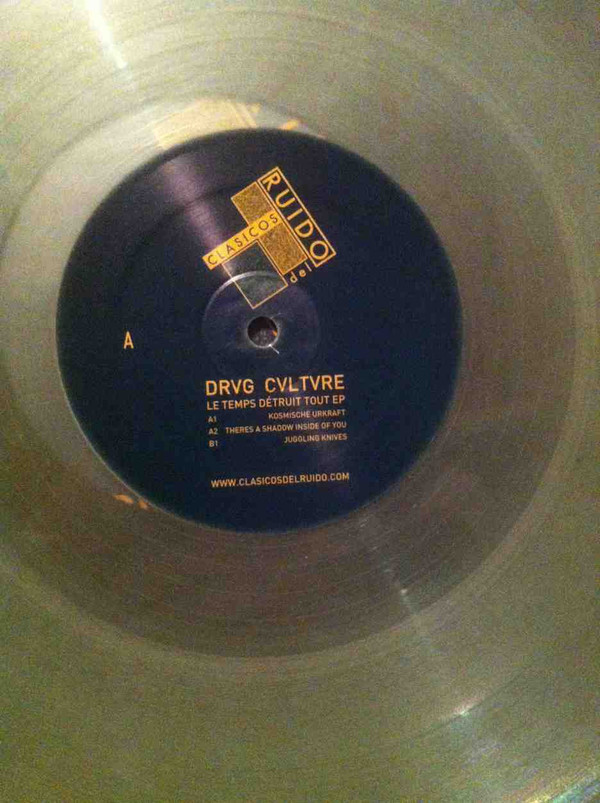 RUIDO
CLASICOS
del
A
DRVG CVLTVRE
LE TEMPS DÉTRUIT TOUT EP
A1 KOSMISCHE URKRAFT
A2 THERES A SHADOW INSIDE OF YOU
B1 JUGGLING KNIVES
WWW.CLASICOSDELRUIDO.COM